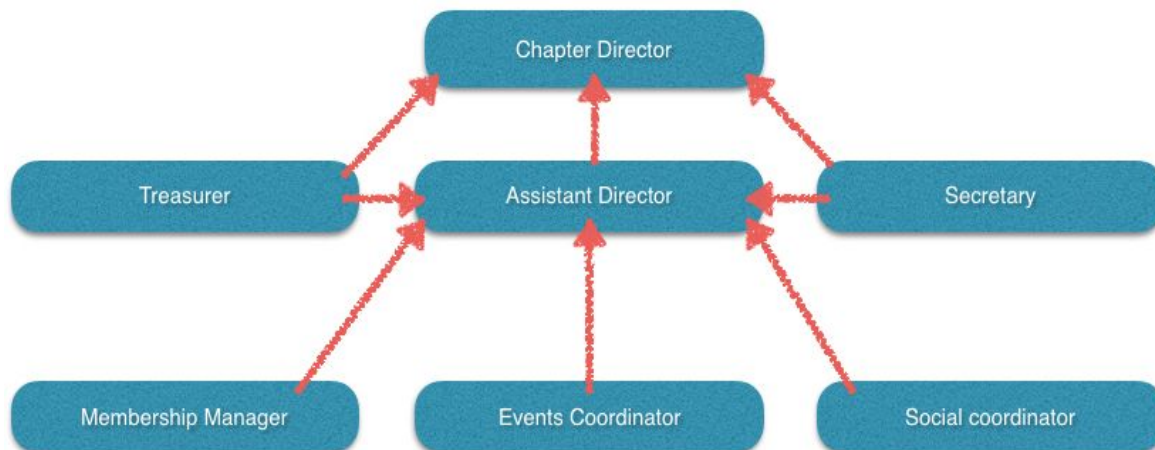 Chapter Director
Treasurer
Assistant Director
Secretary
Membership Manager
Events Coordinator
Social coordinator